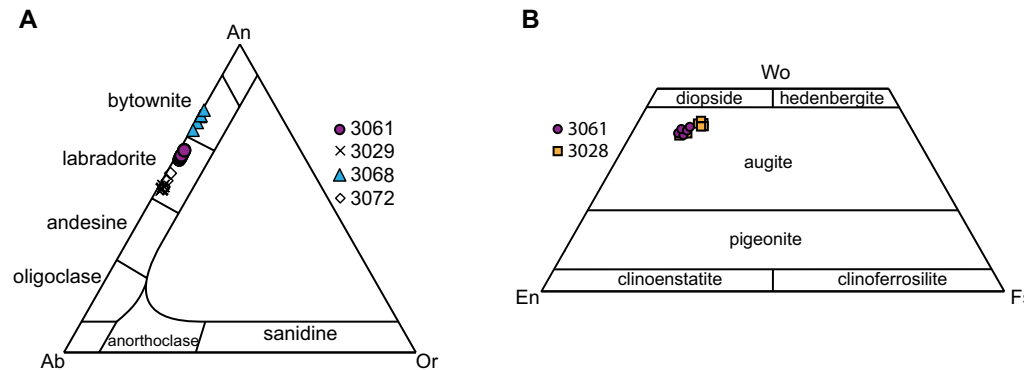 A
An
bytownite
labradorite
andesine
oligoclase
anorthoclase
sanidine
Ab
Or
3061
3029
3068
3072
B
Wo
diopside
hedenbergite
3061
3028
augite
pigeonite
clinoenstatite
clinoferrosilite
En